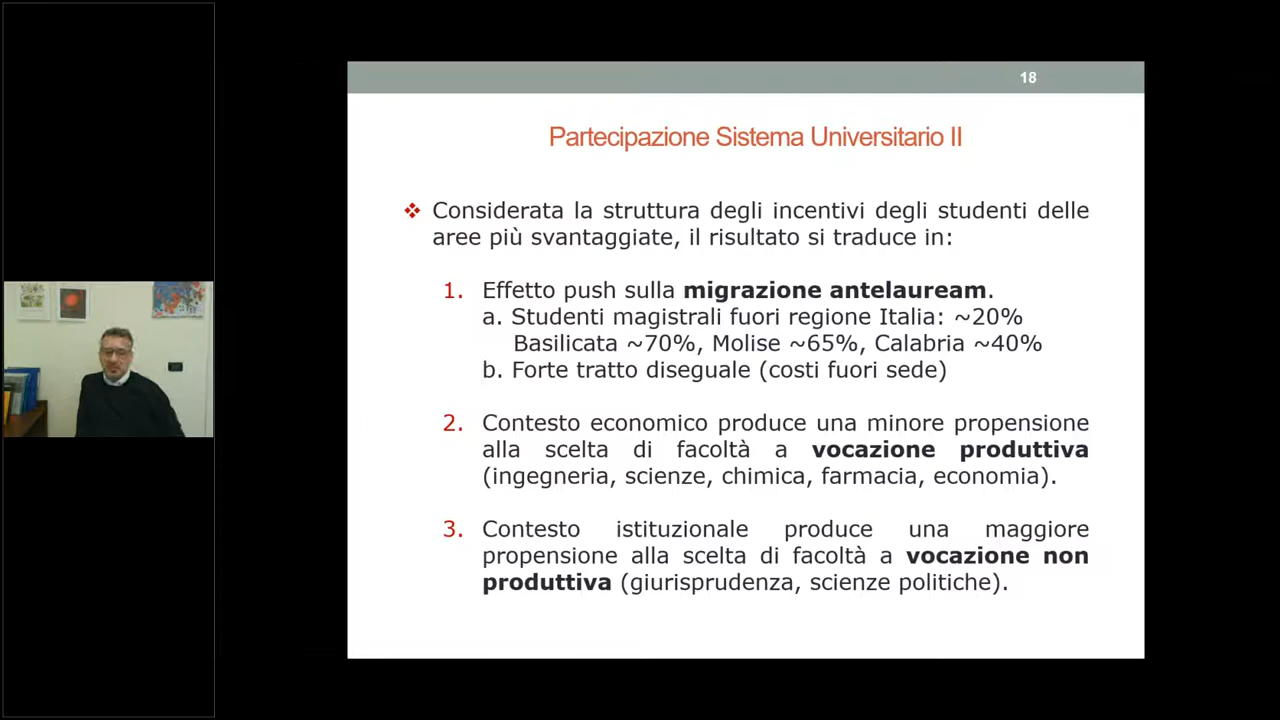 18
Partecipazione Sistema Universitario II
❖ Considerata la struttura degli incentivi degli studenti delle
aree più svantaggiate, il risultato si traduce in:
1. Effetto push sulla migrazione antelauream.
a. Studenti magistrali fuori regione Italia: ~20%
Basilicata ~70%, Molise ~65%, Calabria ~40%
b. Forte tratto diseguale (costi fuori sede)
2. Contesto economico produce una minore propensione
alla scelta di facoltà a vocazione produttiva
(ingegneria, scienze, chimica, farmacia, economia).
3. Contesto istituzionale produce una maggiore
propensione alla scelta di facoltà a vocazione non
produttiva (giurisprudenza, scienze politiche).